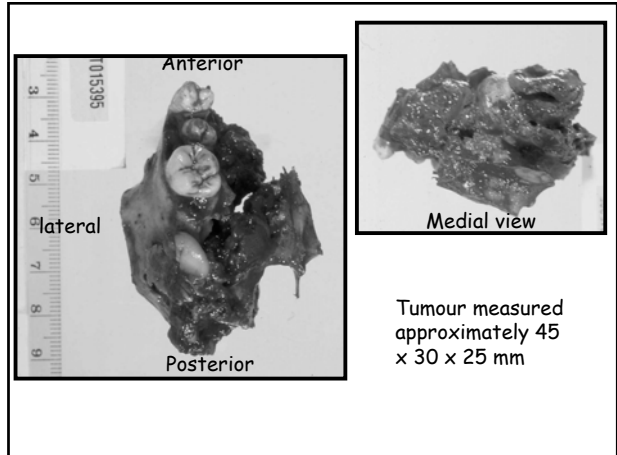 Anterior
T015395
3
4
5
6
7
8
9
lateral
Posterior
Medial view
Tumour measured
approximately 45
x 30 x 25 mm